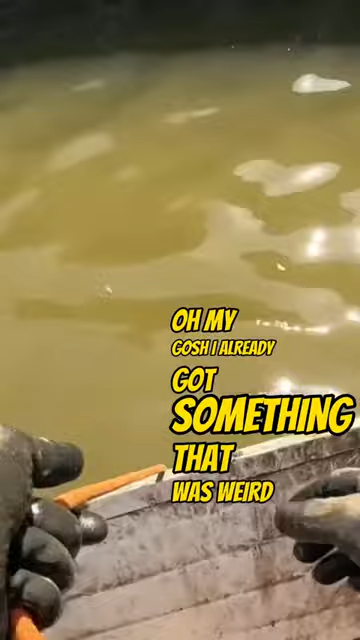 OH MY
GOSH I ALREADY
GOT
SOMETHING
THAT
WAS WEIRD